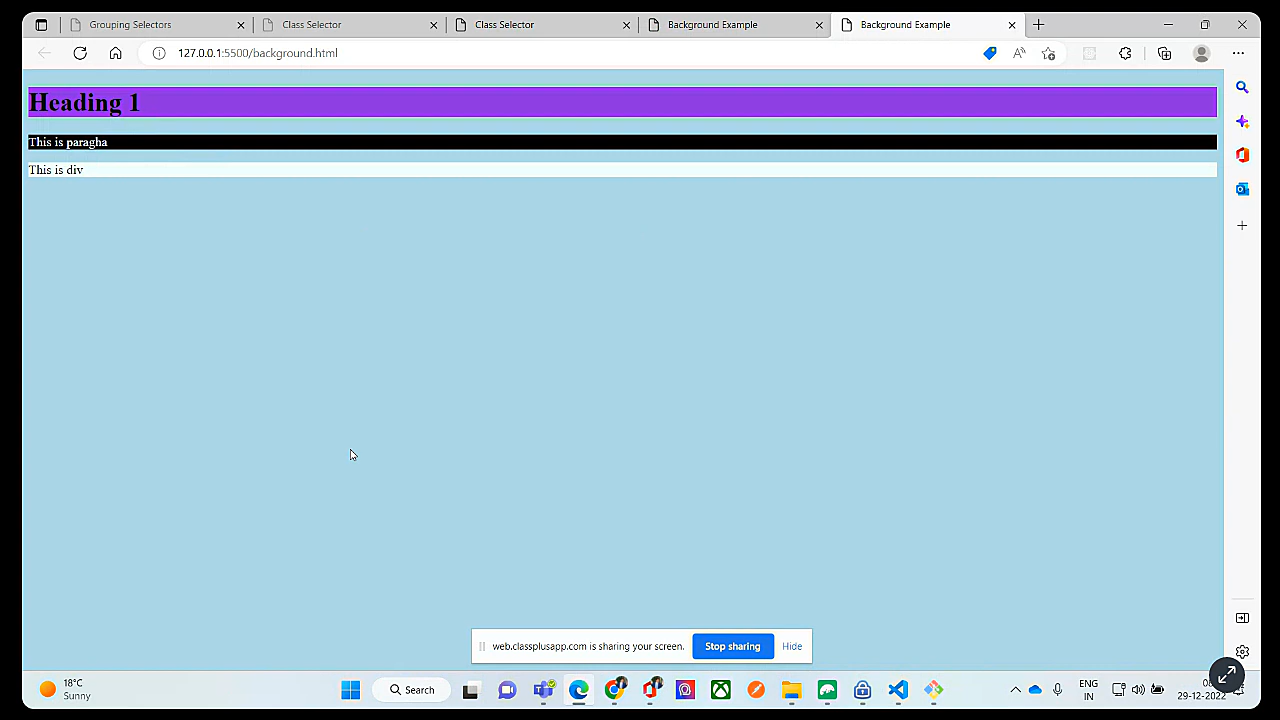 Grouping Selectors
Class Selector
Class Selector
Background Example
Background Example
127.0.0.1:5500/background.html
Heading 1
This is paragha
This is div
web.classplusapp.com is sharing your screen.
Stop sharing
Hide
18°C
Sunny
Search
ENG
IN
29-12-2022